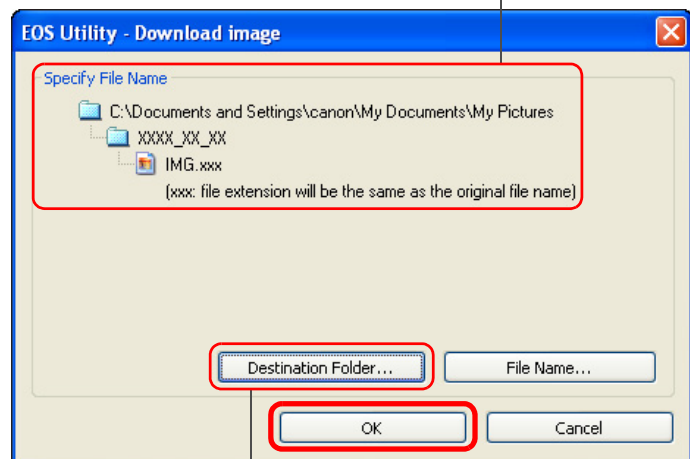 EOS Utility - Download image
Specify File Name
C:\Documents and Settings\canon\My Documents\My Pictures
XXXX_XX_XX
IMG.xxx
(xxx: file extension will be the same as the original file name)
Destination Folder... File Name...
OK Cancel